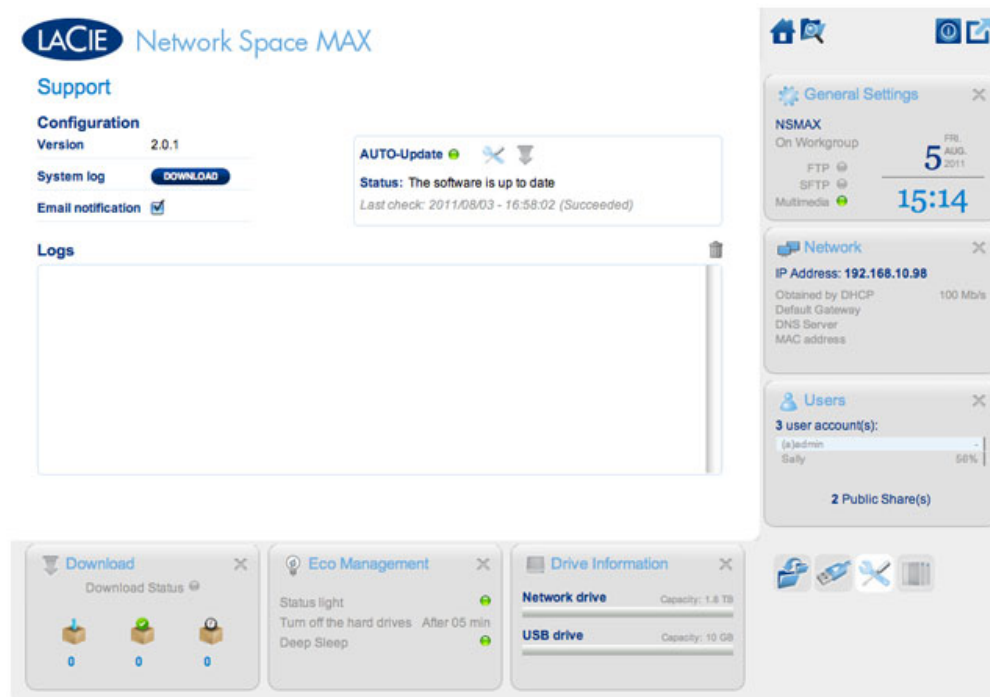 LACIE Network Space MAX
Support
Configuration
Version 2.0.1
System log DOWNLOAD
Email notification
AUTO-Update
Status: The software is up to date
Last check: 2011/08/03 - 16:58:02 (Succeeded)
Logs
General Settings
NSMAX
On Workgroup
FTP
SFTP
Multimedia
FRI.
5 AUG.
2011
15:14
Network
IP Address: 192.168.10.98
Obtained by DHCP 100 Mb/s
Default Gateway
DNS Server
MAC address
Users
3 user account(s):
(a)admin -
Sally 56%
2 Public Share(s)
Download
Download Status
0 0 0
Eco Management
Status light
Turn off the hard drives After 05 min
Deep Sleep
Drive Information
Network drive Capacity: 1.8 TB
USB drive Capacity: 10 GB